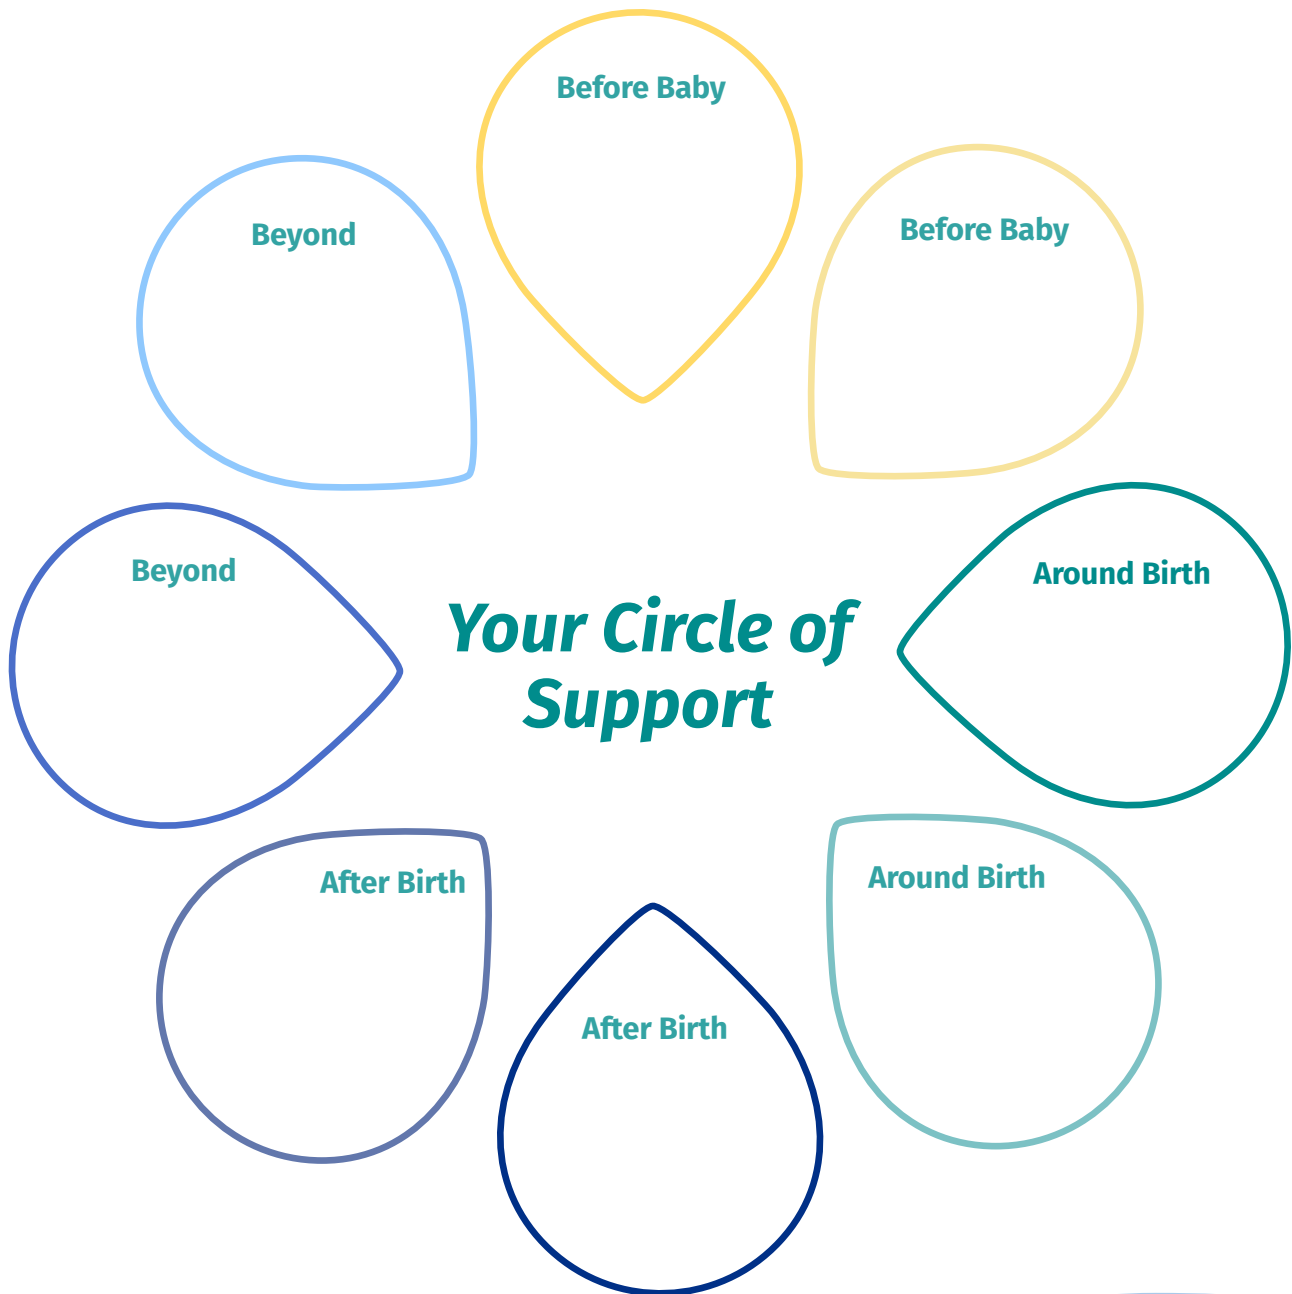 Before Baby
Before Baby
Around Birth
Around Birth
After Birth
After Birth
Beyond
Beyond
Your Circle of
Support